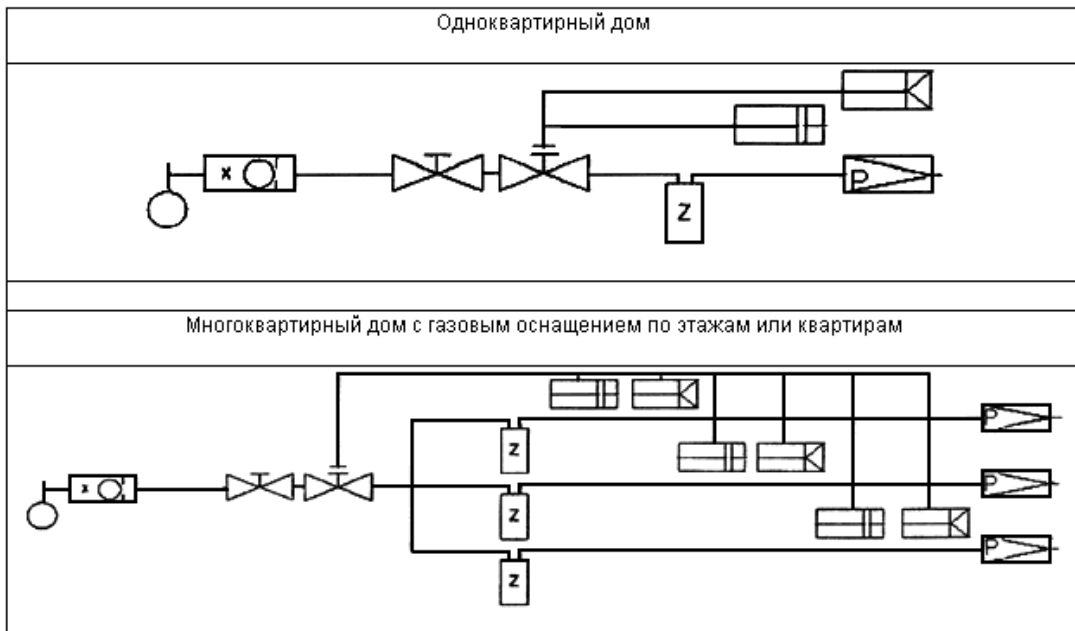 Одноквартирный дом
x
P
Z
Многоквартирный дом с газовым оснащением по этажам или квартирам
P
Z
x
P
Z
P
Z